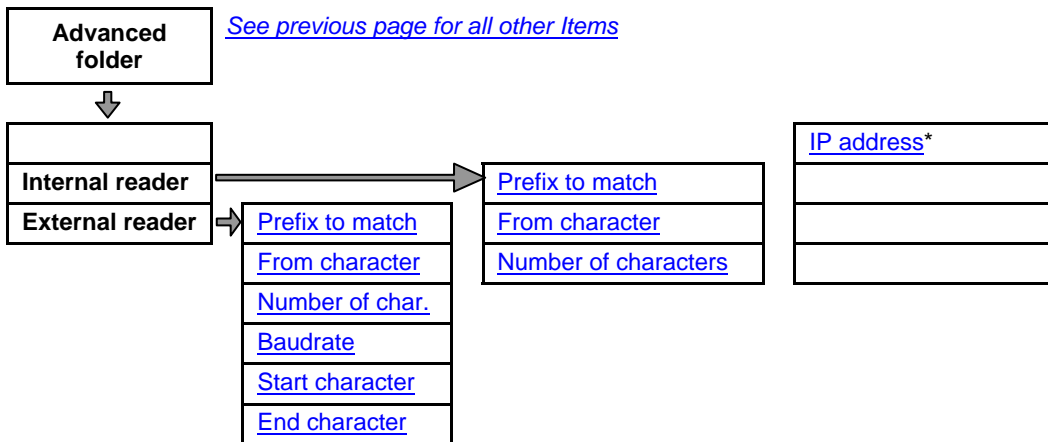 Advanced
folder
See previous page for all other Items
IP address*
Internal reader
Prefix to match
External reader
Prefix to match
From character
From character
Number of characters
Number of char.
Baudrate
Start character
End character